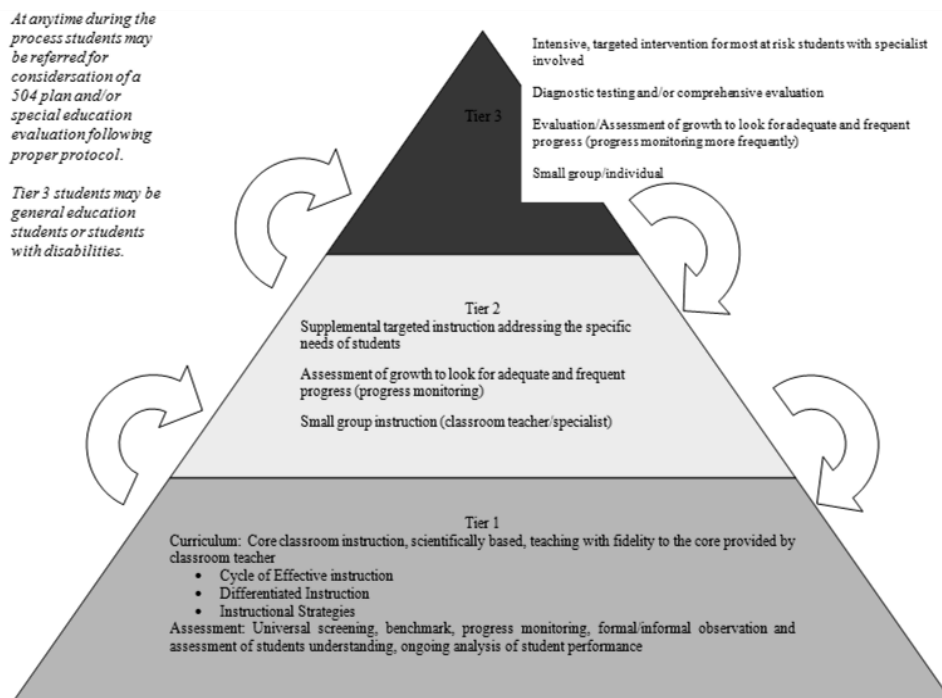 At anytime during the
process students may
be referred for
considersation of a
504 plan and/or
special education
evaluation following
proper protocol.
Tier 3 students may be
general education
students or students
with disabilities.
Tier 3
Intensive, targeted intervention for most at risk students with specialist
involved
Diagnostic testing and/or comprehensive evaluation
Evaluation/Assessment of growth to look for adequate and frequent
progress (progress monitoring more frequently)
Small group/individual
Tier 2
Supplemental targeted instruction addressing the specific
needs of students
Assessment of growth to look for adequate and frequent
progress (progress monitoring)
Small group instruction (classroom teacher/specialist)
Tier 1
Curriculum: Core classroom instruction, scientifically based, teaching with fidelity to the core provided by
classroom teacher
• Cycle of Effective instruction
• Differentiated Instruction
• Instructional Strategies
Assessment: Universal screening, benchmark, progress monitoring, formal/informal observation and
assessment of students understanding, ongoing analysis of student performance